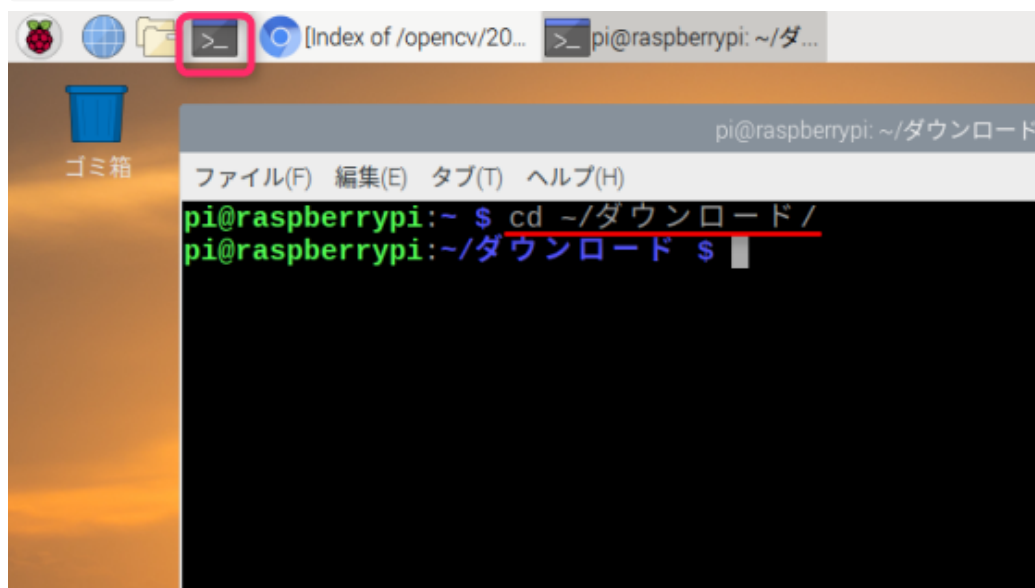 >_ [Index of /opencv/20... >_ pi@raspberrypi: ~/ダ...
ゴミ箱
pi@raspberrypi: ~/ダウンロード
ファイル(F) 編集(E) タブ(T) ヘルプ(H)
pi@raspberrypi:~ $ cd ~/ダウンロード/
pi@raspberrypi:~/ダウンロード $